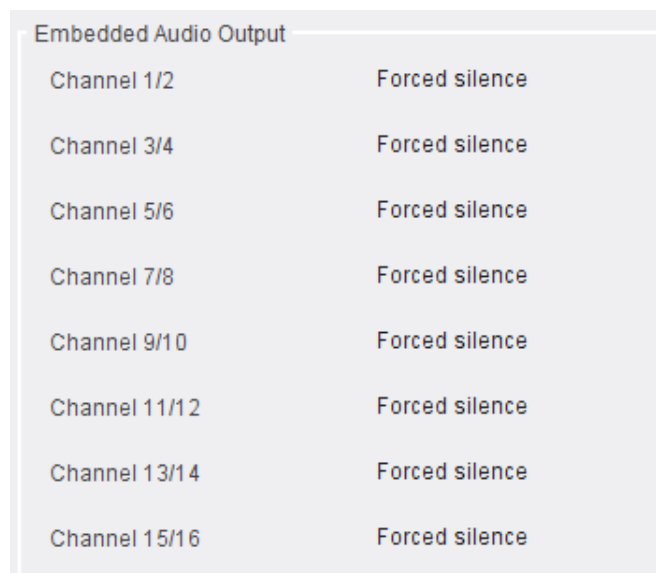 Embedded Audio Output
Channel 1/2 Forced silence
Channel 3/4 Forced silence
Channel 5/6 Forced silence
Channel 7/8 Forced silence
Channel 9/10 Forced silence
Channel 11/12 Forced silence
Channel 13/14 Forced silence
Channel 15/16 Forced silence